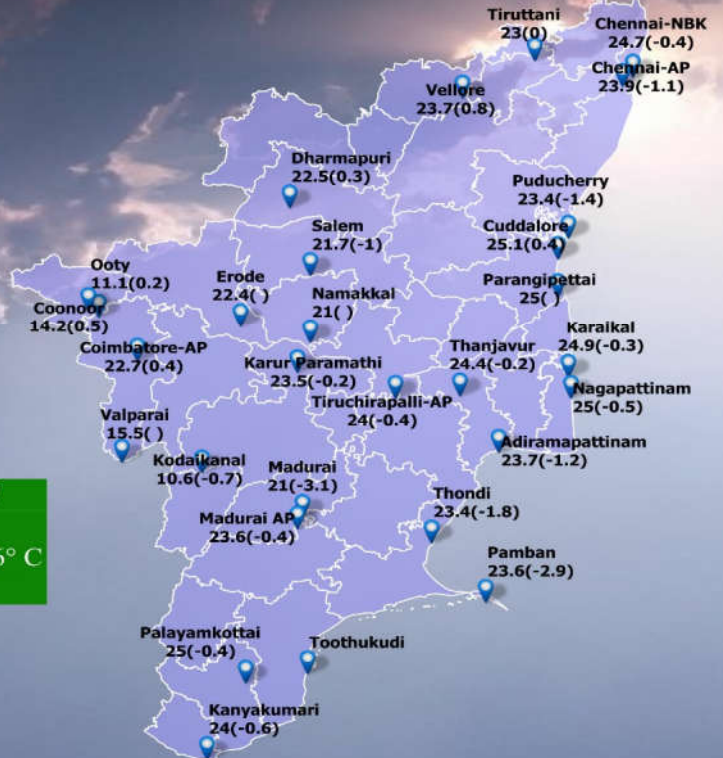 Tiruttani
23(0)
Chennai-NBK
24.7(-0.4)
Chennai-AP
23.9(-1.1)
Vellore
23.7(0.8)
Dharmapuri
22.5(0.3)
Puducherry
23.4(-1.4)
Salem
21.7(-1)
Cuddalore
25.1(0.4)
Ooty
11.1(0.2)
Erode
22.4( )
Namakkal
21( )
Parangipettai
25( )
Coonoor
14.2(0.5)
Karaikal
24.9(-0.3)
Coimbatore-AP
22.7(0.4)
Karur Paramathi
23.5(-0.2)
Thanjavur
24.4(-0.2)
Tiruchirapalli-AP
24(-0.4)
Nagapattinam
25(-0.5)
Valparai
15.5( )
Adiramapattinam
23.7(-1.2)
Kodaikanal
10.6(-0.7)
Madurai
21(-3.1)
Madurai AP
23.6(-0.4)
Thondi
23.4(-1.8)
° C
Pamban
23.6(-2.9)
Palayamkottai
25(-0.4)
Toothukudi
Kanyakumari
24(-0.6)